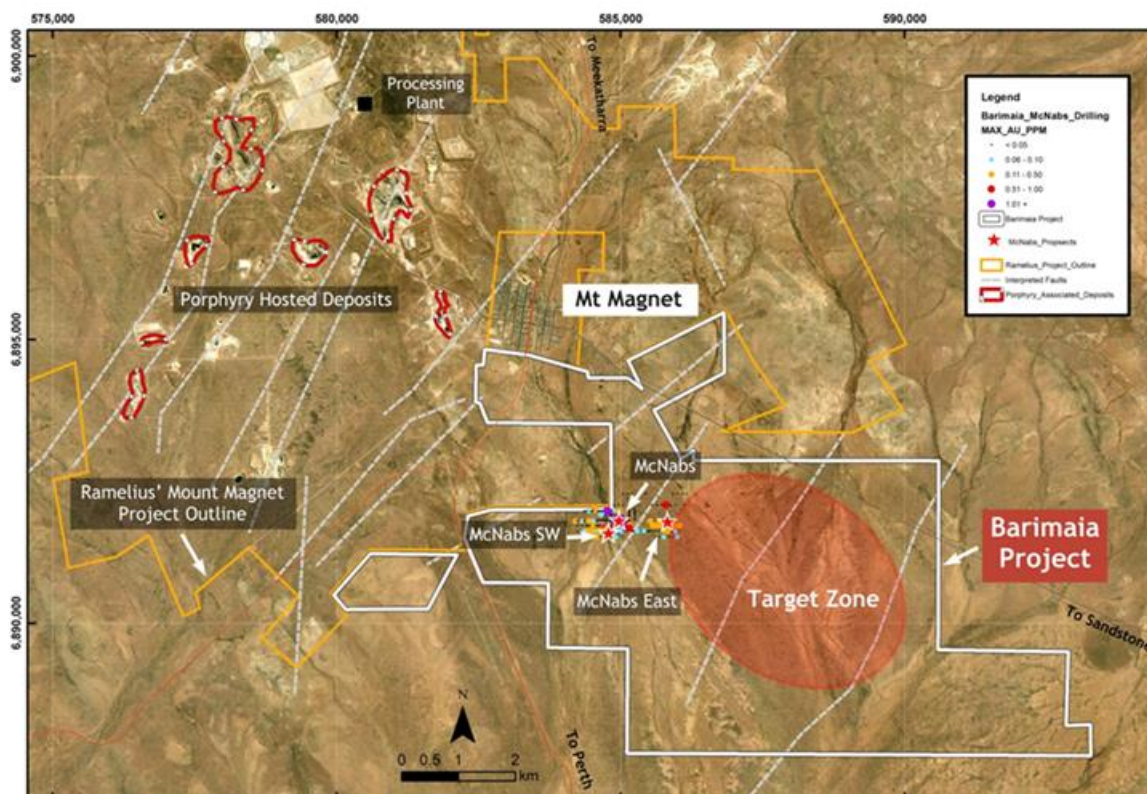 575,000
580,000
585,000
590,000
6,900,000
6,895,000
6,890,000
Processing
Plant
To Meekatharra
Porphyry Hosted Deposits
Mt Magnet
Ramelius' Mount Magnet
Project Outline
McNabs
McNabs SW
McNabs East
Target Zone
Barimaia
Project
To Sandstone
To Perth
N
0 0.5 1 2
km
Legend
Barimaia_McNabs_Drilling
MAX_AU_PPM
< 0.05
0.06 - 0.10
0.11 - 0.50
0.51 - 1.00
1.01 +
Barimaia Project
McNabs_Propsects
Ramelius_Project_Outline
Interpreted Faults
Porphyry_Associated_Deposits